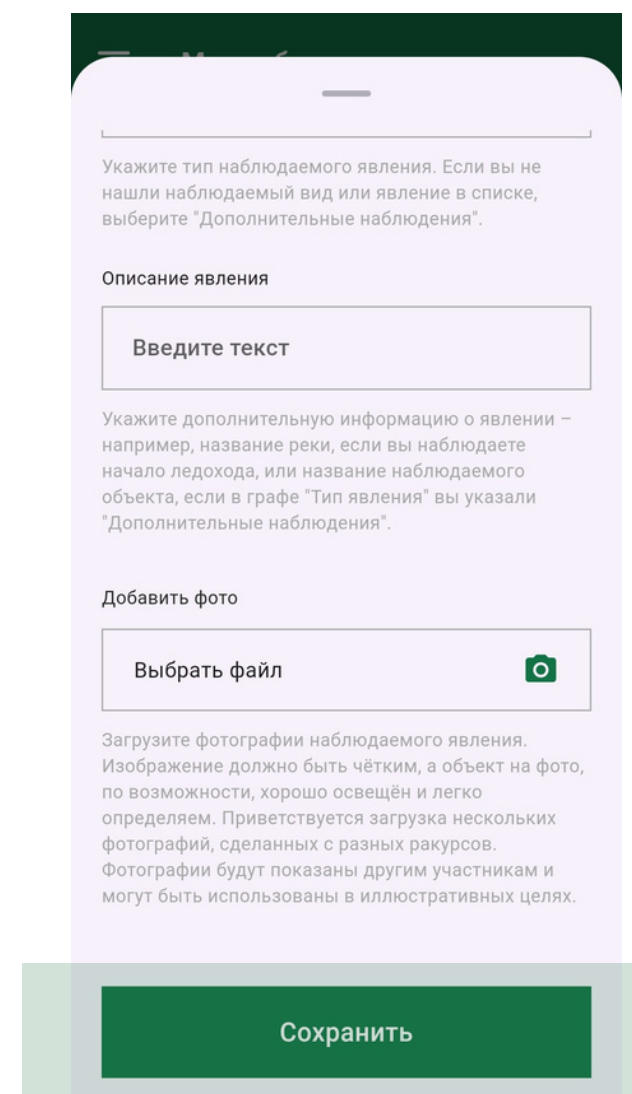 Укажите тип наблюдаемого явления. Если вы не
нашли наблюдаемый вид или явление в списке,
выберите "Дополнительные наблюдения".
Описание явления
Введите текст
Укажите дополнительную информацию о явлении –
например, название реки, если вы наблюдаете
начало ледохода, или название наблюдаемого
объекта, если в графе "Тип явления" вы указали
"Дополнительные наблюдения".
Добавить фото
Выбрать файл
Загрузите фотографии наблюдаемого явления.
Изображение должно быть чётким, а объект на фото,
по возможности, хорошо освещён и легко
определяем. Приветствуется загрузка нескольких
фотографий, сделанных с разных ракурсов.
Фотографии будут показаны другим участникам и
могут быть использованы в иллюстративных целях.
Сохранить